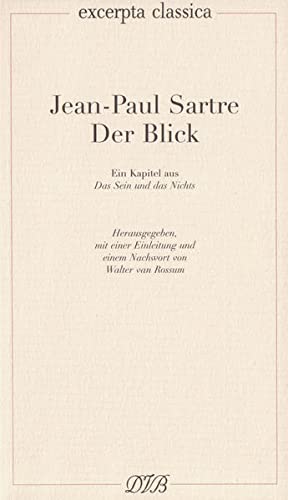 excerpta classica
Jean-Paul Sartre
Der Blick
Ein Kapitel aus
Das Sein und das Nichts
Herausgegeben,
mit einer Einleitung und
einem Nachwort von
Walter van Rossum
DVB